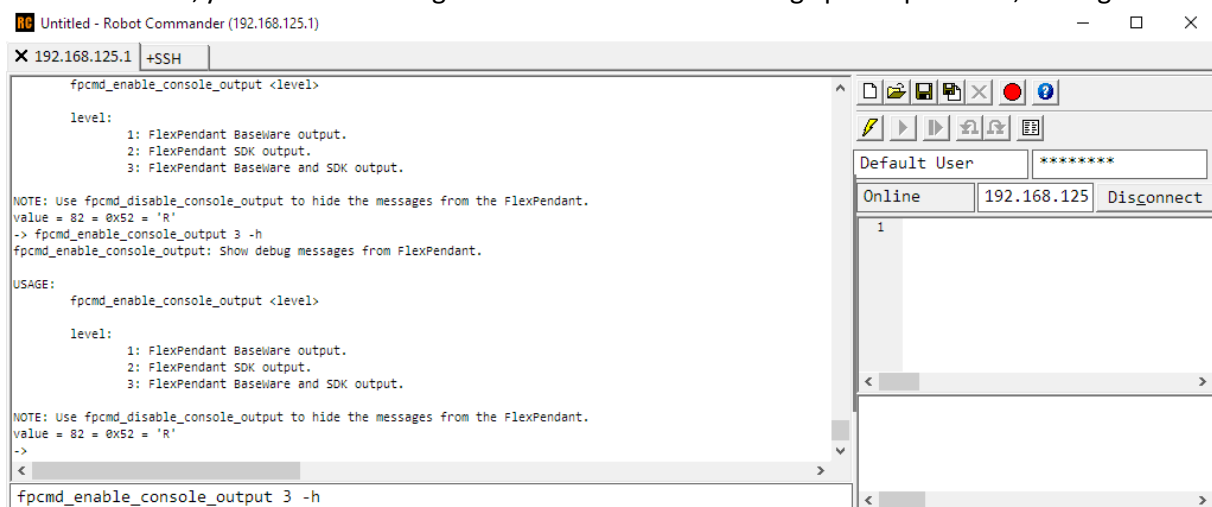 Untitled - Robot Commander (192.168.125.1)
192.168.125.1 +SSH
fpcmd_enable_console_output <level>
level:
1: FlexPendant BaseWare output.
2: FlexPendant SDK output.
3: FlexPendant BaseWare and SDK output.
NOTE: Use fpcmd_disable_console_output to hide the messages from the FlexPendant.
value = 82 = 0x52 = 'R'
-> fpcmd_enable_console_output 3 -h
fpcmd_enable_console_output: Show debug messages from FlexPendant.
USAGE:
fpcmd_enable_console_output <level>
level:
1: FlexPendant BaseWare output.
2: FlexPendant SDK output.
3: FlexPendant BaseWare and SDK output.
NOTE: Use fpcmd_disable_console_output to hide the messages from the FlexPendant.
value = 82 = 0x52 = 'R'
->
fpcmd_enable_console_output 3 -h
Default User ********
Online 192.168.125 Disconnect
1